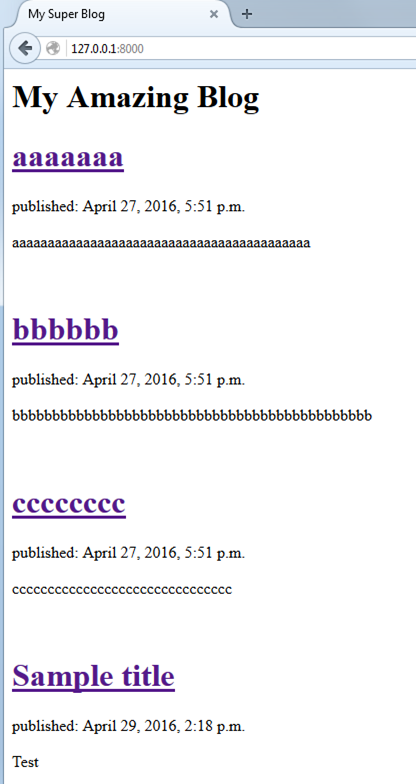 My Super Blog
127.0.0.1:8000
My Amazing Blog
aaaaaaa
published: April 27, 2016, 5:51 p.m.
aaaaaaaaaaaaaaaaaaaaaaaaaaaaaaaaaaaaaaaaaa
bbbbbb
published: April 27, 2016, 5:51 p.m.
bbbbbbbbbbbbbbbbbbbbbbbbbbbbbbbbbbbbbbbbbbbbb
cccccccc
published: April 27, 2016, 5:51 p.m.
ccccccccccccccccccccccccccccccc
Sample title
published: April 29, 2016, 2:18 p.m.
Test